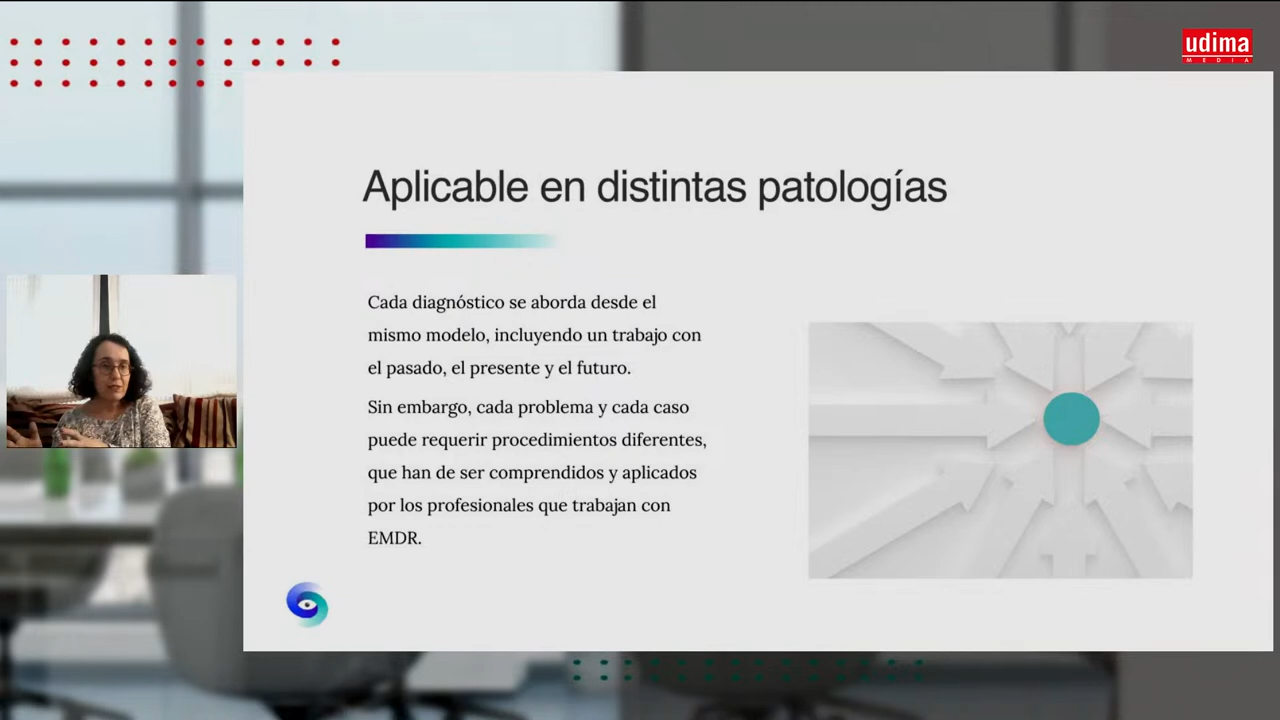 udima
MEDIA
Aplicable en distintas patologías
Cada diagnóstico se aborda desde el
mismo modelo, incluyendo un trabajo con
el pasado, el presente y el futuro.
Sin embargo, cada problema y cada caso
puede requerir procedimientos diferentes,
que han de ser comprendidos y aplicados
por los profesionales que trabajan con
EMDR.